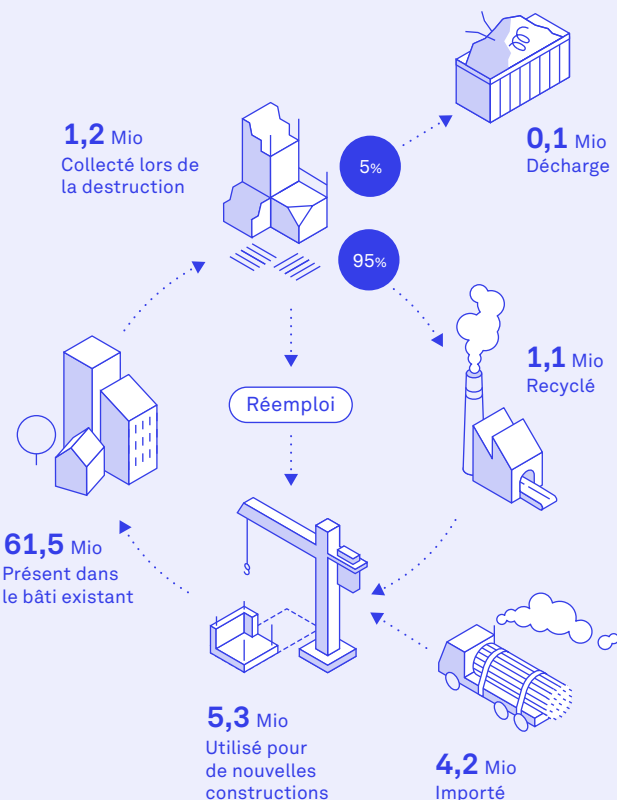 1,2 Mio
Collecté lors de
la destruction
5%
0,1 Mio
Décharge
95%
1,1 Mio
Recyclé
Réemploi
61,5 Mio
Présent dans
le bâti existant
5,3 Mio
Utilisé pour
de nouvelles
constructions
4,2 Mio
Importé